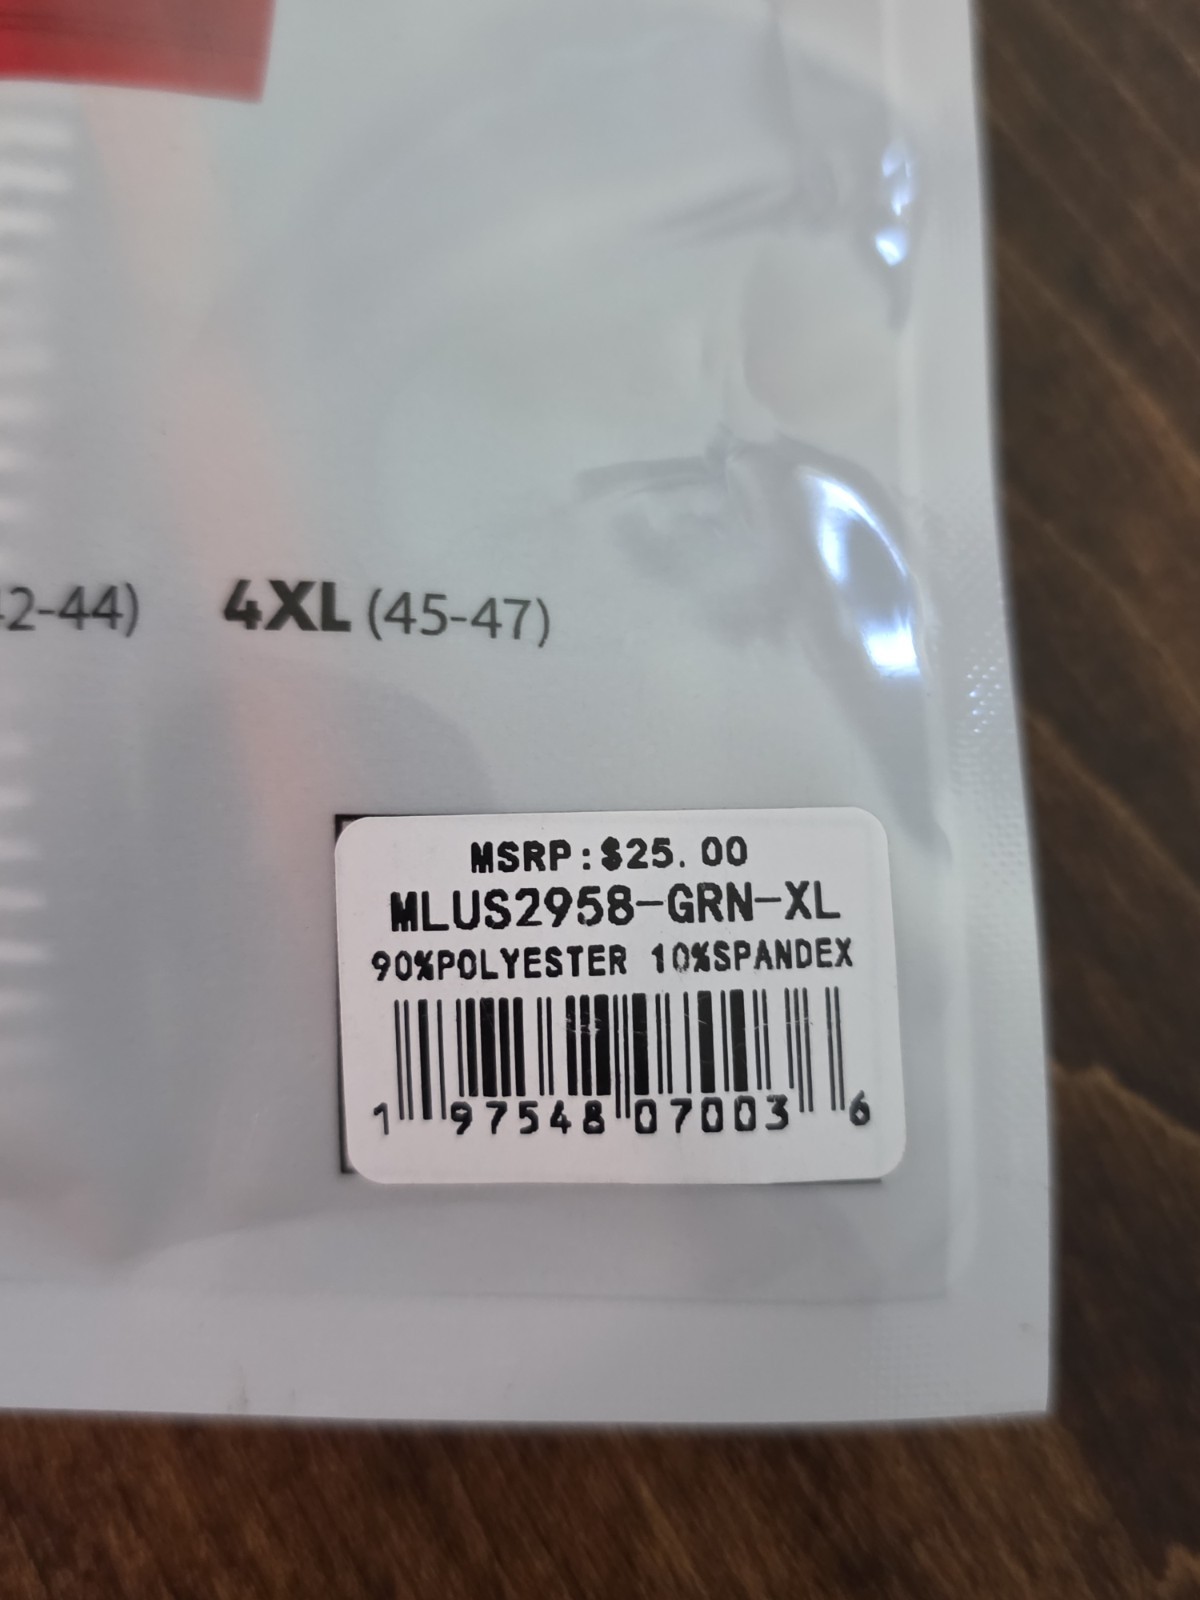 2-44) 4XL (45-47)
MSRP:$25.00
MLUS2958-GRN-XL
90%POLYESTER 10%SPANDEX
1 97548 07003 6